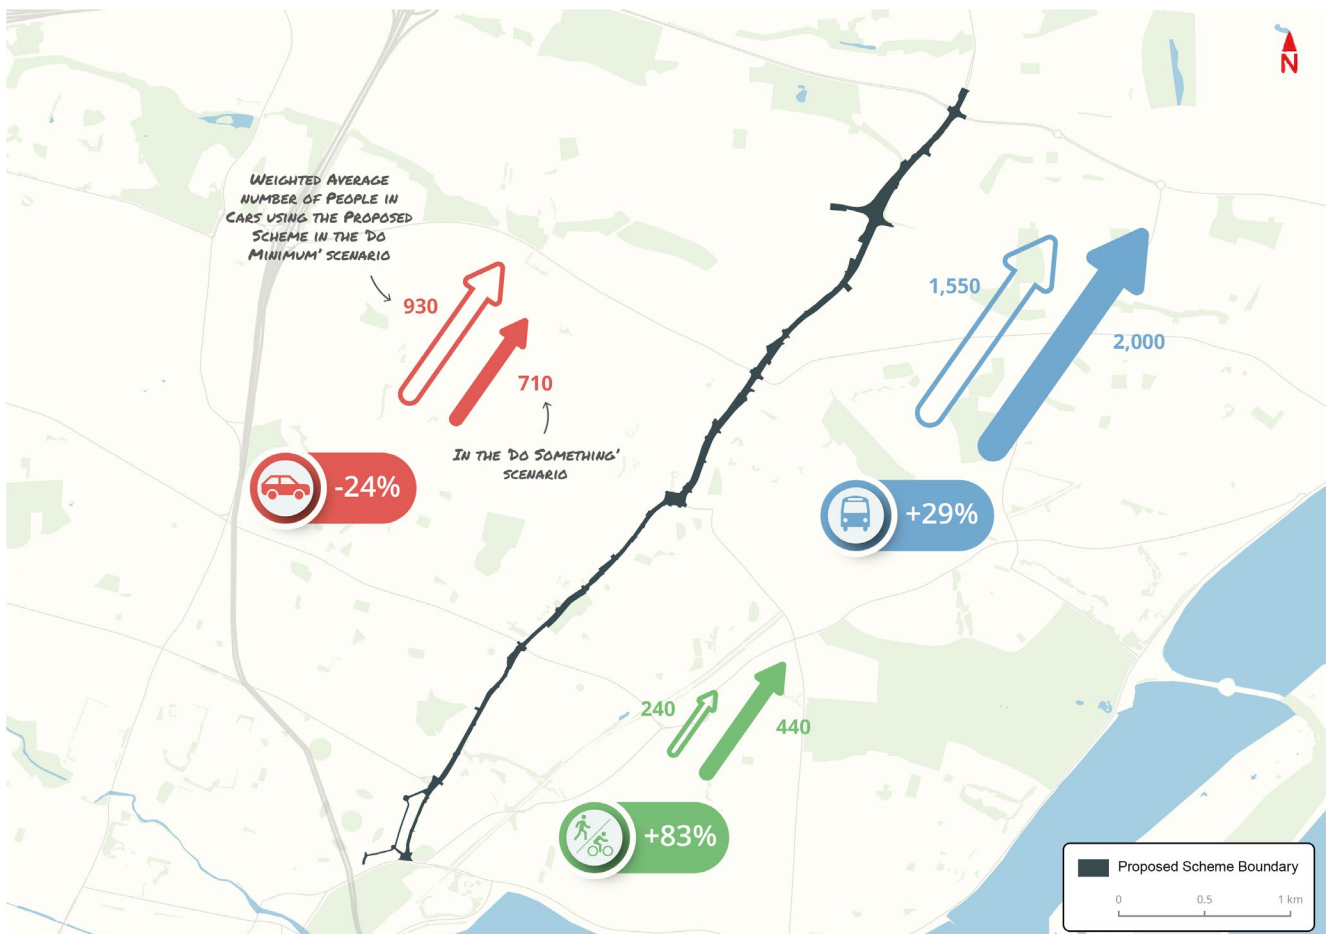 N
WEIGHTED AVERAGE
NUMBER OF PEOPLE IN
CARS USING THE PROPOSED
SCHEME IN THE 'DO
MINIMUM' SCENARIO
930
710
IN THE 'DO SOMETHING'
SCENARIO
-24%
1,550
2,000
+29%
240
440
+83%
Proposed Scheme Boundary
0 0.5 1 km